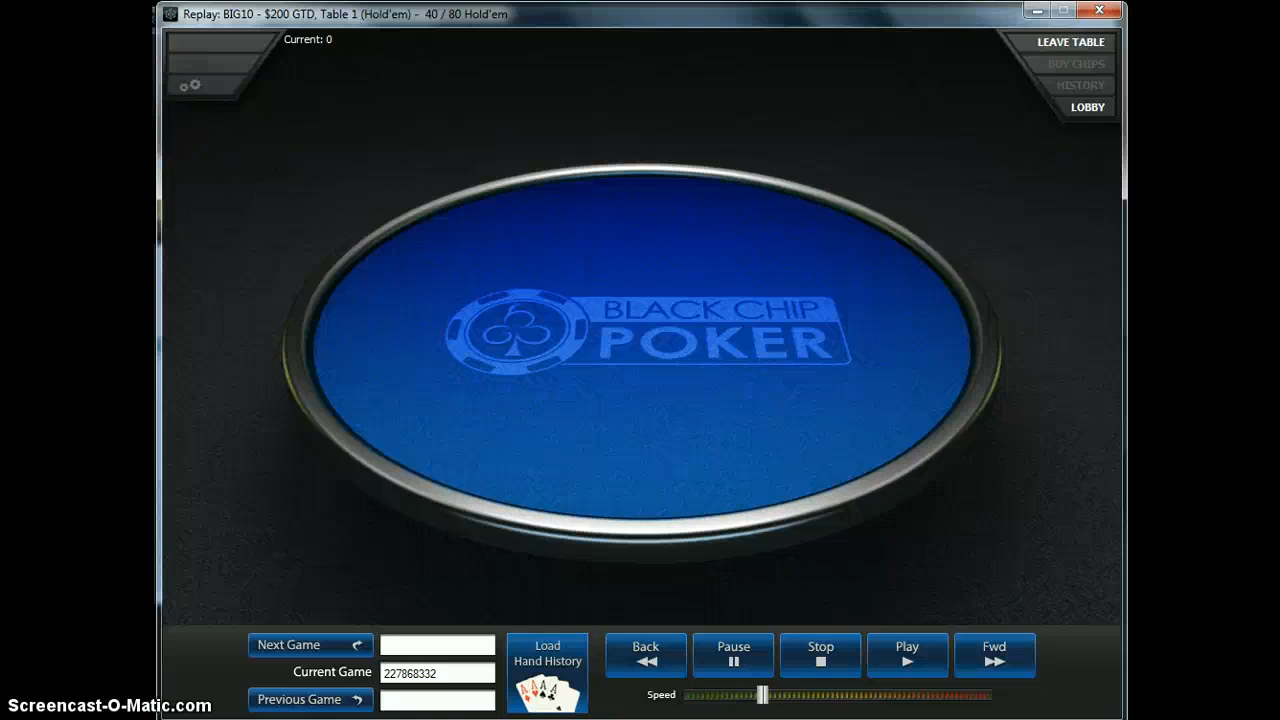 Replay: BIG10 - $200 GTD, Table 1 (Hold'em) - 40 / 80 Hold'em
Current: 0
LEAVE TABLE
BUY CHIPS
HISTORY
LOBBY
BLACK CHIP
POKER
Next Game
Current Game 227868332
Previous Game
Load
Hand History
Back
Pause
Stop
Play
Fwd
Speed
Screencast-O-Matic.com